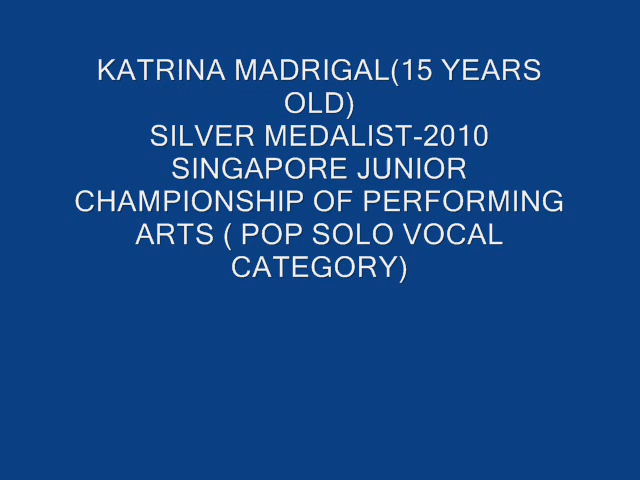 KATRINA MADRIGAL(15 YEARS
OLD)
SILVER MEDALIST-2010
SINGAPORE JUNIOR
CHAMPIONSHIP OF PERFORMING
ARTS ( POP SOLO VOCAL
CATEGORY)